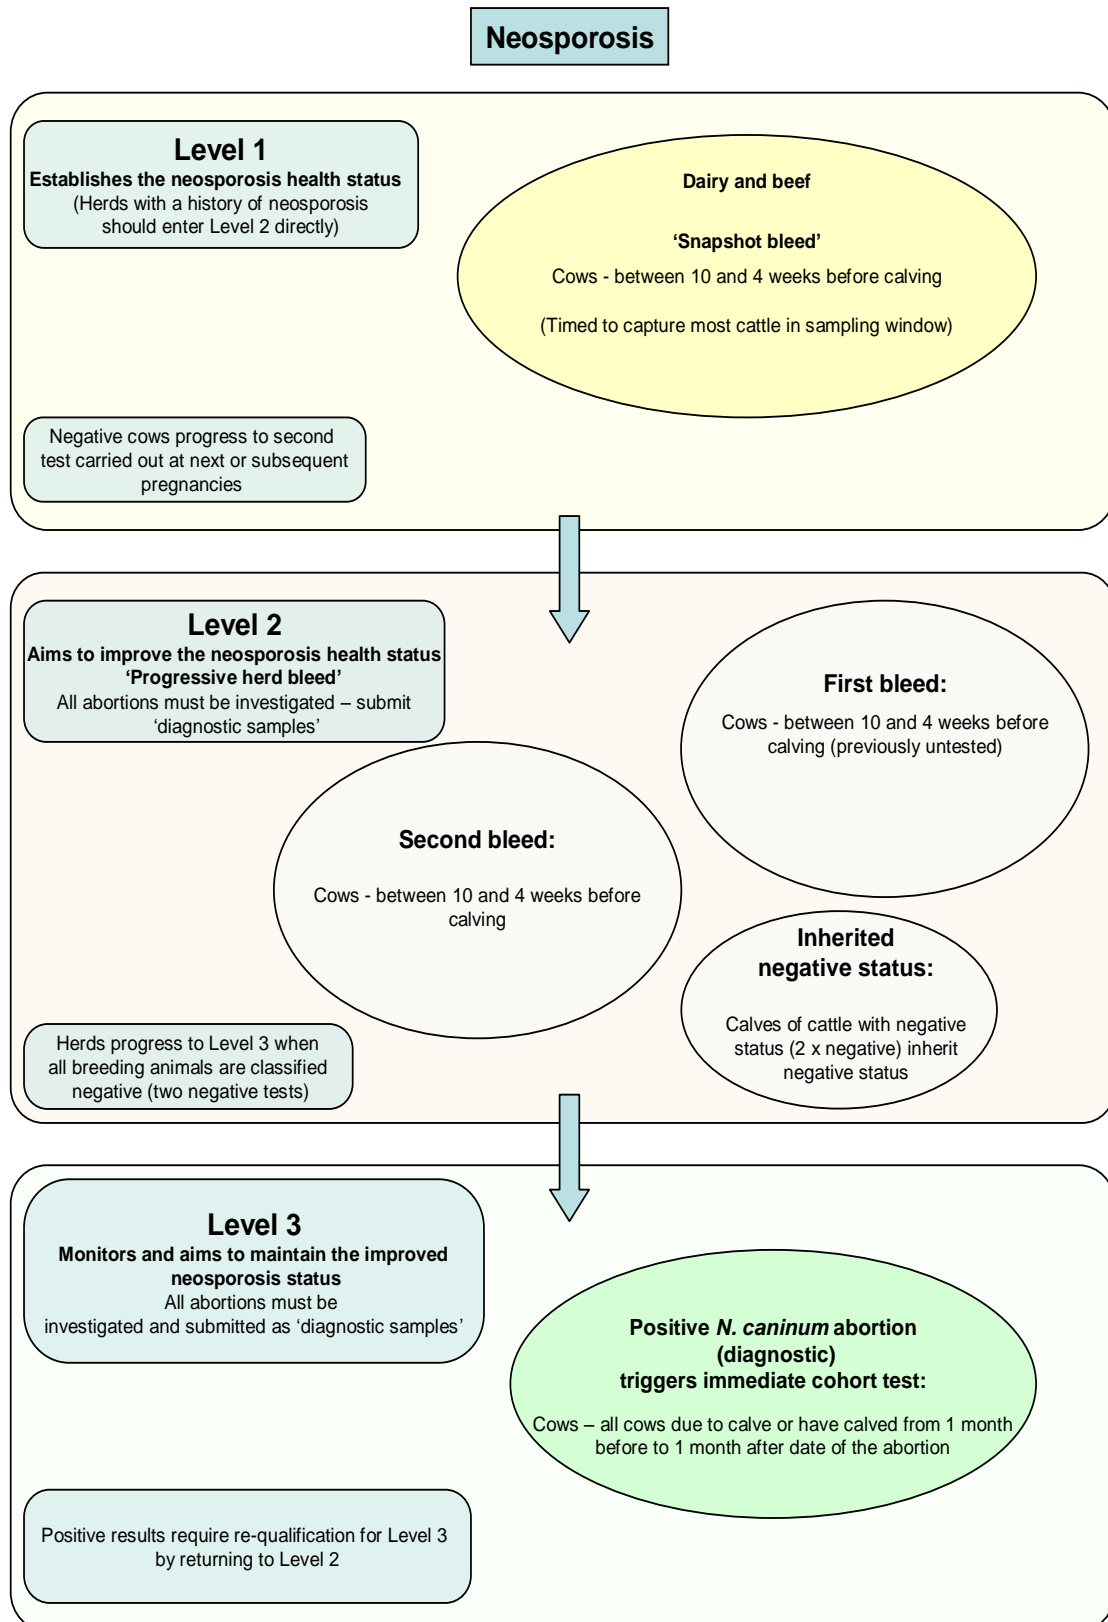 Neosporosis
Level 1
Establishes the neosporosis health status
(Herds with a history of neosporosis
should enter Level 2 directly)
Dairy and beef
‘Snapshot bleed’
Cows - between 10 and 4 weeks before calving
(Timed to capture most cattle in sampling window)
Negative cows progress to second
test carried out at next or subsequent
pregnancies
Level 2
Aims to improve the neosporosis health status
‘Progressive herd bleed’
All abortions must be investigated – submit
‘diagnostic samples’
First bleed:
Cows - between 10 and 4 weeks before
calving (previously untested)
Second bleed:
Cows - between 10 and 4 weeks before
calving
Inherited
negative status:
Calves of cattle with negative
status (2 x negative) inherit
negative status
Herds progress to Level 3 when
all breeding animals are classified
negative (two negative tests)
Level 3
Monitors and aims to maintain the improved
neosporosis status
All abortions must be
investigated and submitted as ‘diagnostic samples’
Positive N. caninum abortion
(diagnostic)
triggers immediate cohort test:
Cows – all cows due to calve or have calved from 1 month
before to 1 month after date of the abortion
Positive results require re-qualification for Level 3
by returning to Level 2